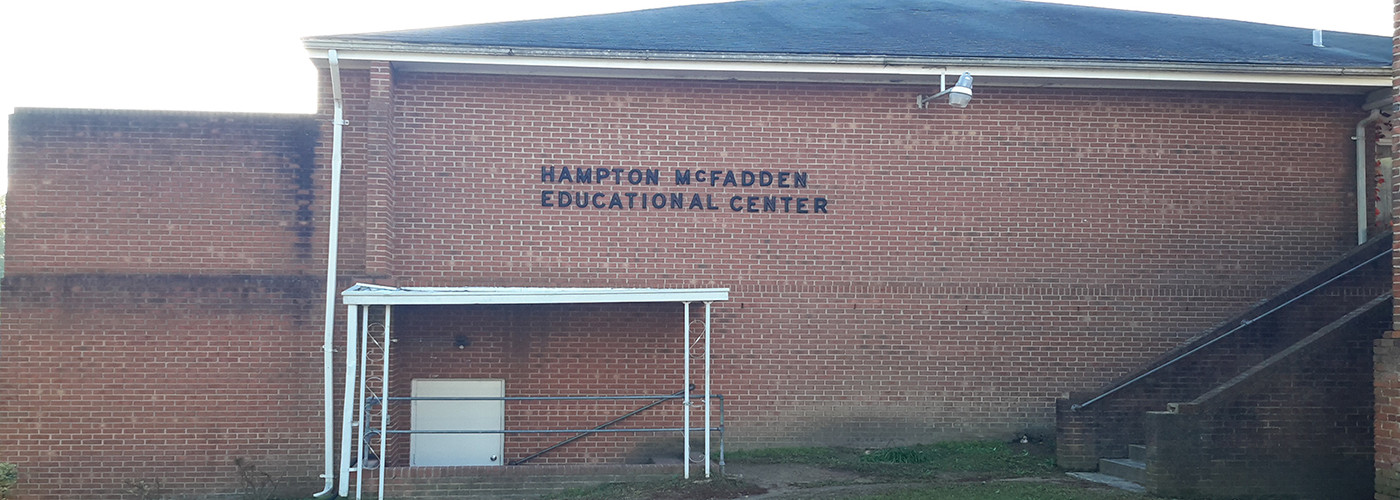 HAMPTON McFADDEN
EDUCATIONAL CENTER